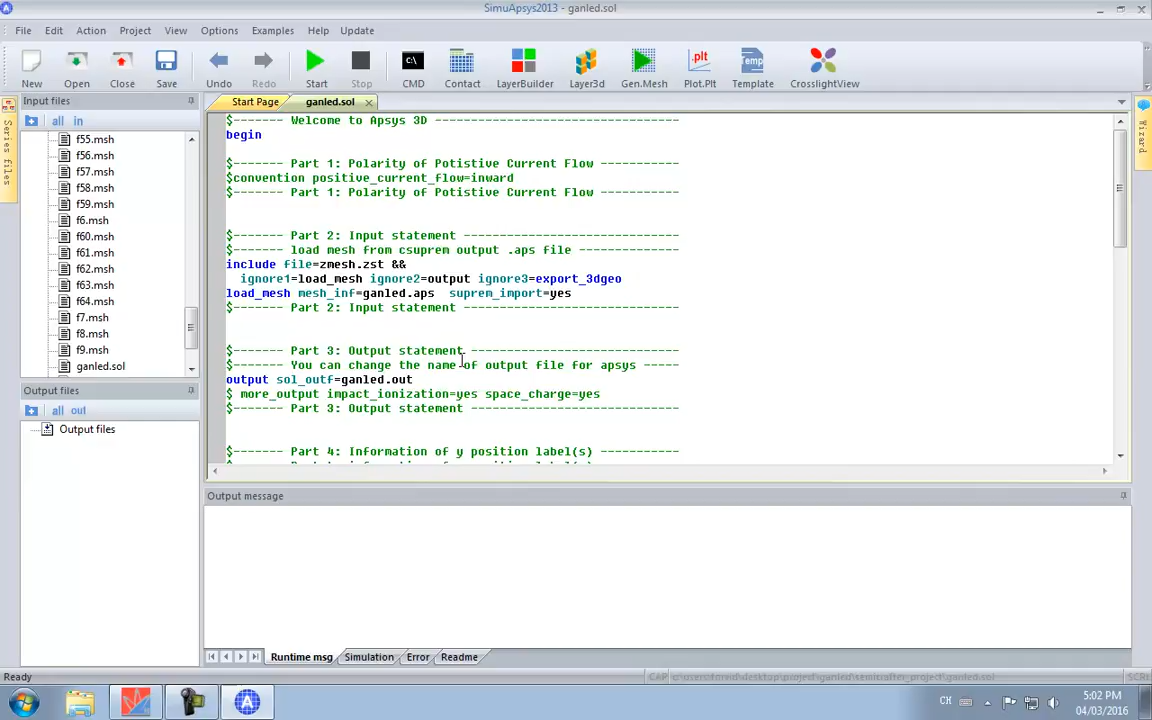 SimuApsys2013 - ganled.sol
File Edit Action Project View Options Examples Help Update
New Open Close Save Undo Redo Start Stop CMD Contact LayerBuilder Layer3d Gen.Mesh Plot.Plt Template CrosslightView
C:\
.plt
Temp
Input files
Start Page
ganled.sol
Series files
Wizard
all in
f55.msh
f56.msh
f57.msh
f58.msh
f59.msh
f6.msh
f60.msh
f61.msh
f62.msh
f63.msh
f64.msh
f7.msh
f8.msh
f9.msh
ganled.sol
Output files
all out
Output files
$------- Welcome to Apsys 3D ----------------------------------
begin
$------- Part 1: Polarity of Potistive Current Flow -----------
$convention positive_current_flow=inward
$------- Part 1: Polarity of Potistive Current Flow -----------
$------- Part 2: Input statement ------------------------------
$------- load mesh from csuprem output .aps file --------------
include file=zmesh.zst &&
ignore1=load_mesh ignore2=output ignore3=export_3dgeo
load_mesh mesh_inf=ganled.aps  suprem_import=yes
$------- Part 2: Input statement ------------------------------
$------- Part 3: Output statement -----------------------------
$------- You can change the name of output file for apsys -----
output sol_outf=ganled.out
$ more_output impact_ionization=yes space_charge=yes
$------- Part 3: Output statement -----------------------------
$------- Part 4: Information of y position label(s) -----------
Output message
Runtime msg Simulation Error Readme
Ready
CAP
CH
5:02 PM
04/03/2016